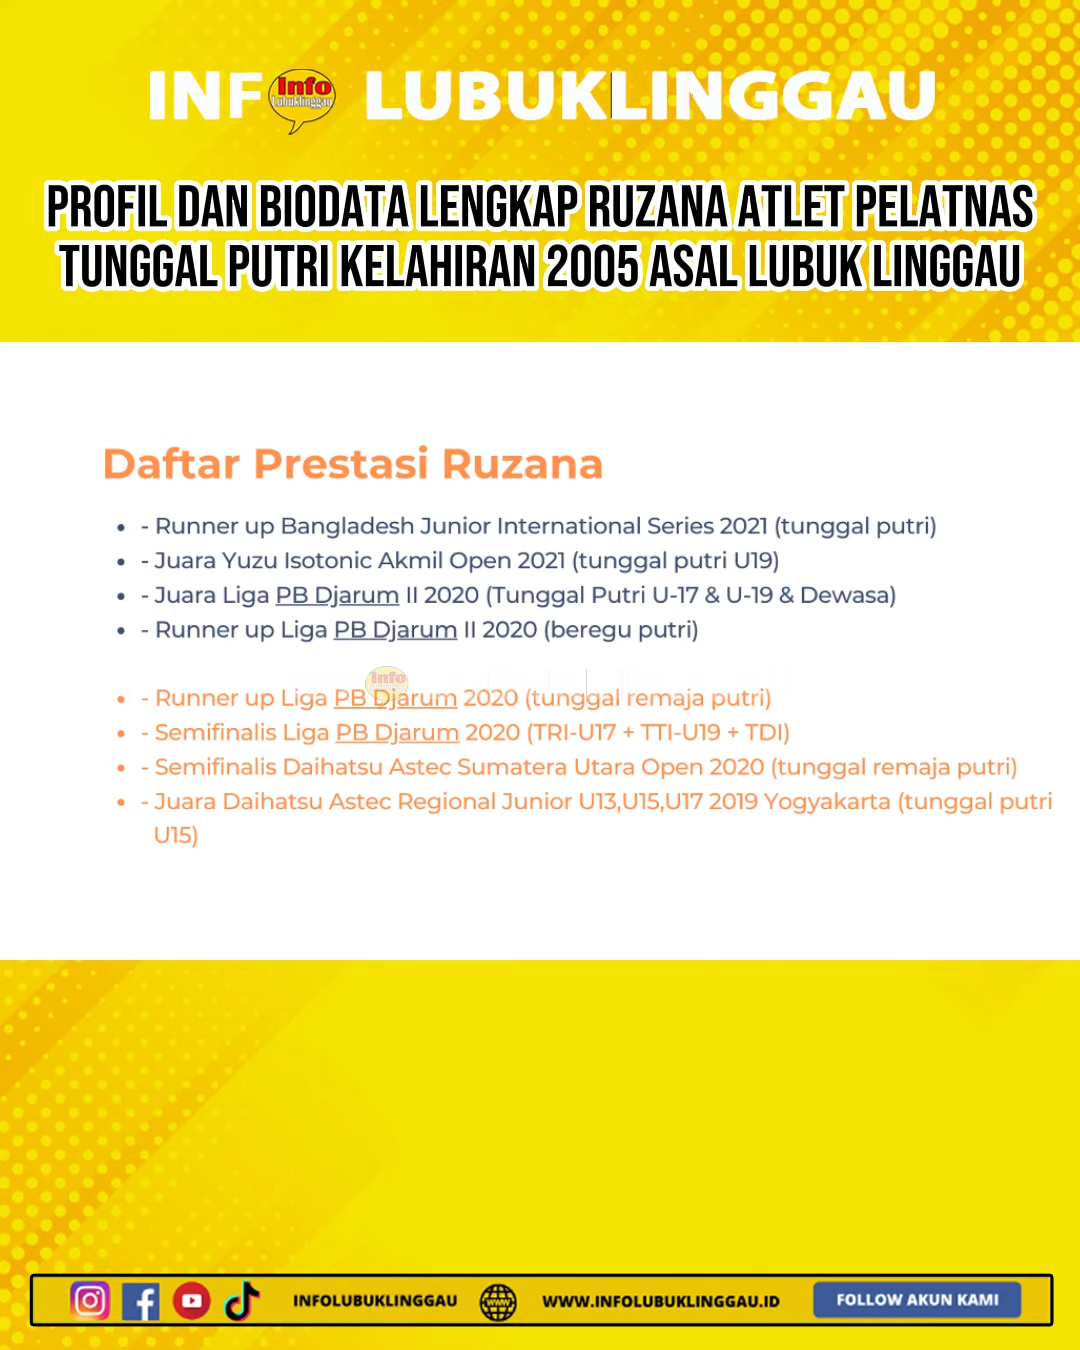 INF Info Lubuklinggau LUBUKLINGGAU
PROFIL DAN BIODATA LENGKAP RUZANA ATLET PELATNAS
TUNGGAL PUTRI KELAHIRAN 2005 ASAL LUBUK LINGGAU
Daftar Prestasi Ruzana
• - Runner up Bangladesh Junior International Series 2021 (tunggal putri)
• - Juara Yuzu Isotonic Akmil Open 2021 (tunggal putri U19)
• - Juara Liga PB Djarum II 2020 (Tunggal Putri U-17 & U-19 & Dewasa)
• - Runner up Liga PB Djarum II 2020 (beregu putri)
Info
• - Runner up Liga PB Djarum 2020 (tunggal remaja putri)
• - Semifinalis Liga PB Djarum 2020 (TRI-U17 + TTI-U19 + TDI)
• - Semifinalis Daihatsu Astec Sumatera Utara Open 2020 (tunggal remaja putri)
• - Juara Daihatsu Astec Regional Junior U13,U15,U17 2019 Yogyakarta (tunggal putri
U15)
INFOLUBUKLINGGAU WWW WWW.INFOLUBUKLINGGAU.ID FOLLOW AKUN KAMI